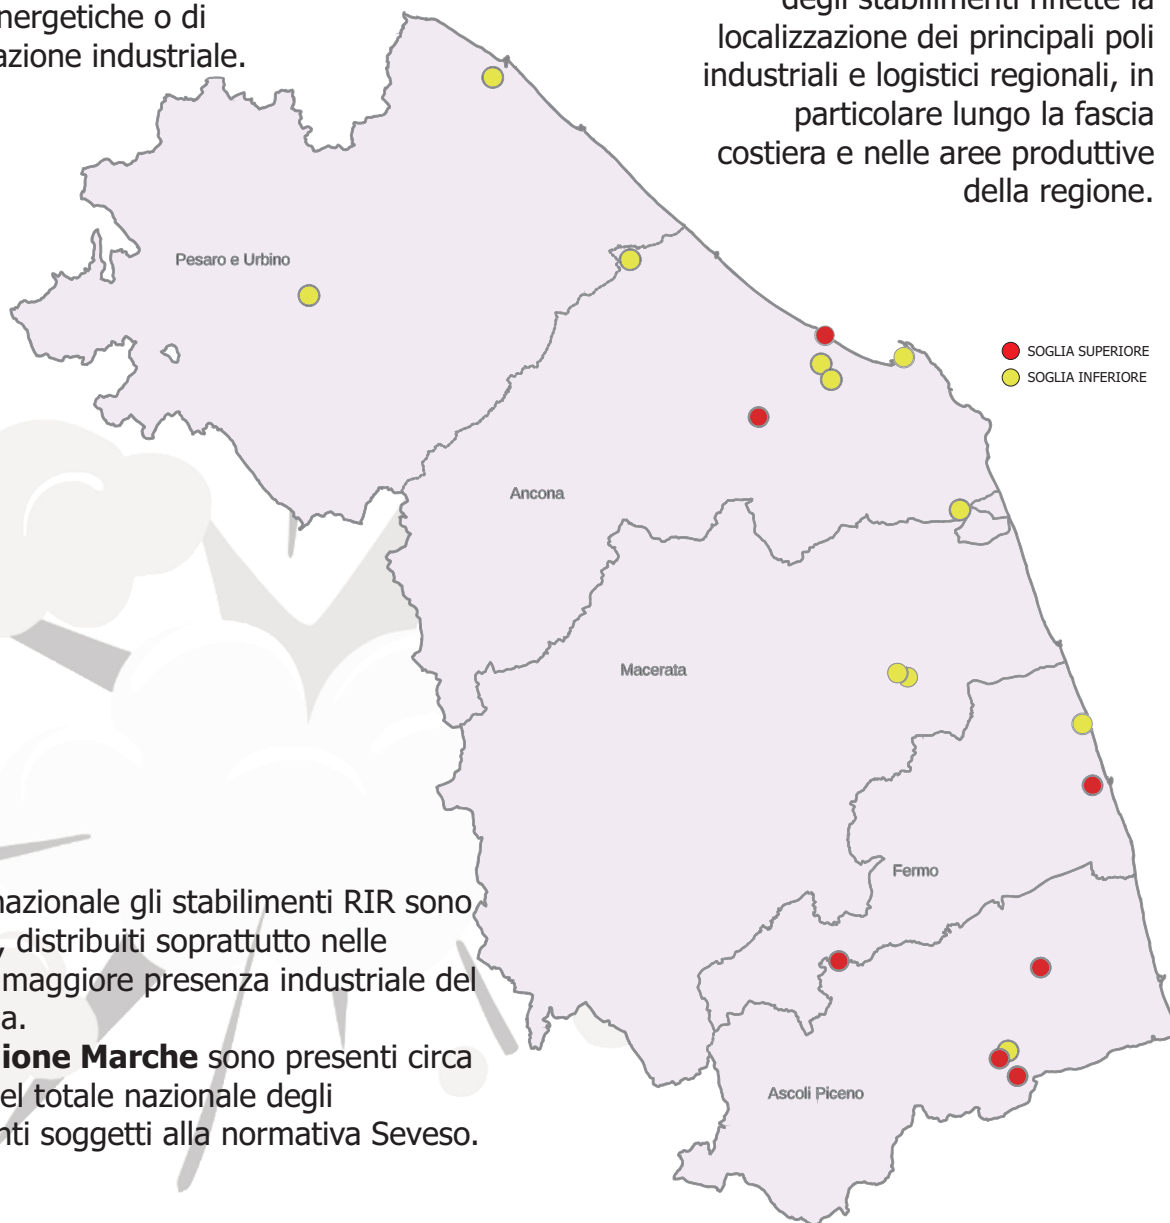 nergetiche o di
azione industriale.
degli stabilimenti riflette la
localizzazione dei principali poli
industriali e logistici regionali, in
particolare lungo la fascia
costiera e nelle aree produttive
della regione.
Pesaro e Urbino
SOGLIA SUPERIORE
SOGLIA INFERIORE
Ancona
Macerata
Fermo
Ascoli Piceno
nazionale gli stabilimenti RIR sono
, distribuiti soprattutto nelle
maggiore presenza industriale del
a.
ione Marche sono presenti circa
el totale nazionale degli
nti soggetti alla normativa Seveso.